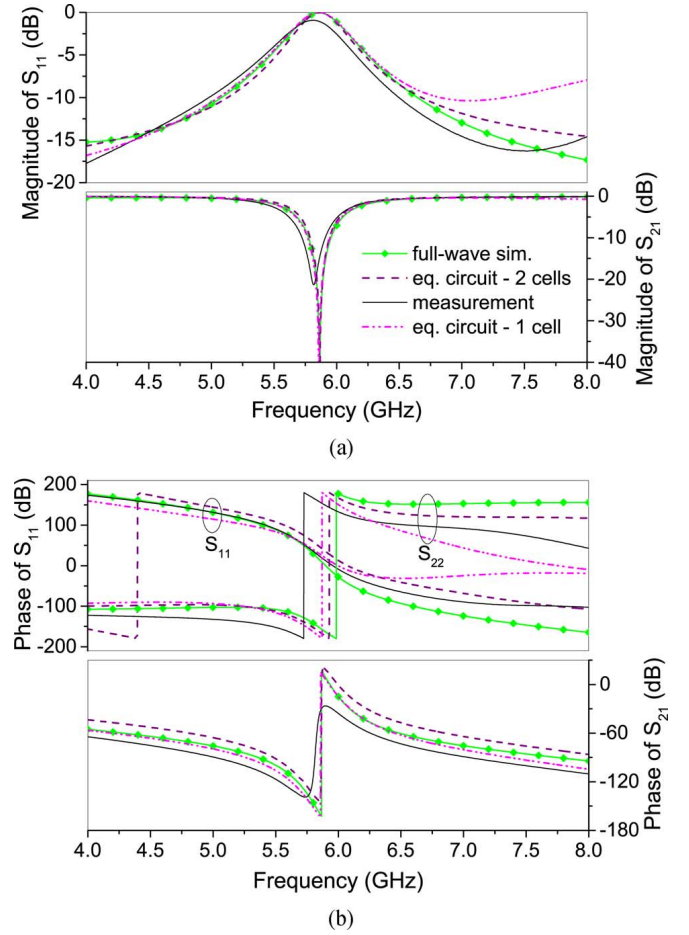 0
-5
-10
-15
-20
Magnitude of S11 (dB)
0
-10
-20
-30
-40
Magnitude of S21 (dB)
full-wave sim.
eq. circuit - 2 cells
measurement
eq. circuit - 1 cell
4.0 4.5 5.0 5.5 6.0 6.5 7.0 7.5 8.0
Frequency (GHz)
(a)
200
100
0
-100
-200
Phase of S11 (dB)
S11
S22
0
-60
-120
-180
Phase of S21 (dB)
4.0 4.5 5.0 5.5 6.0 6.5 7.0 7.5 8.0
Frequency (GHz)
(b)